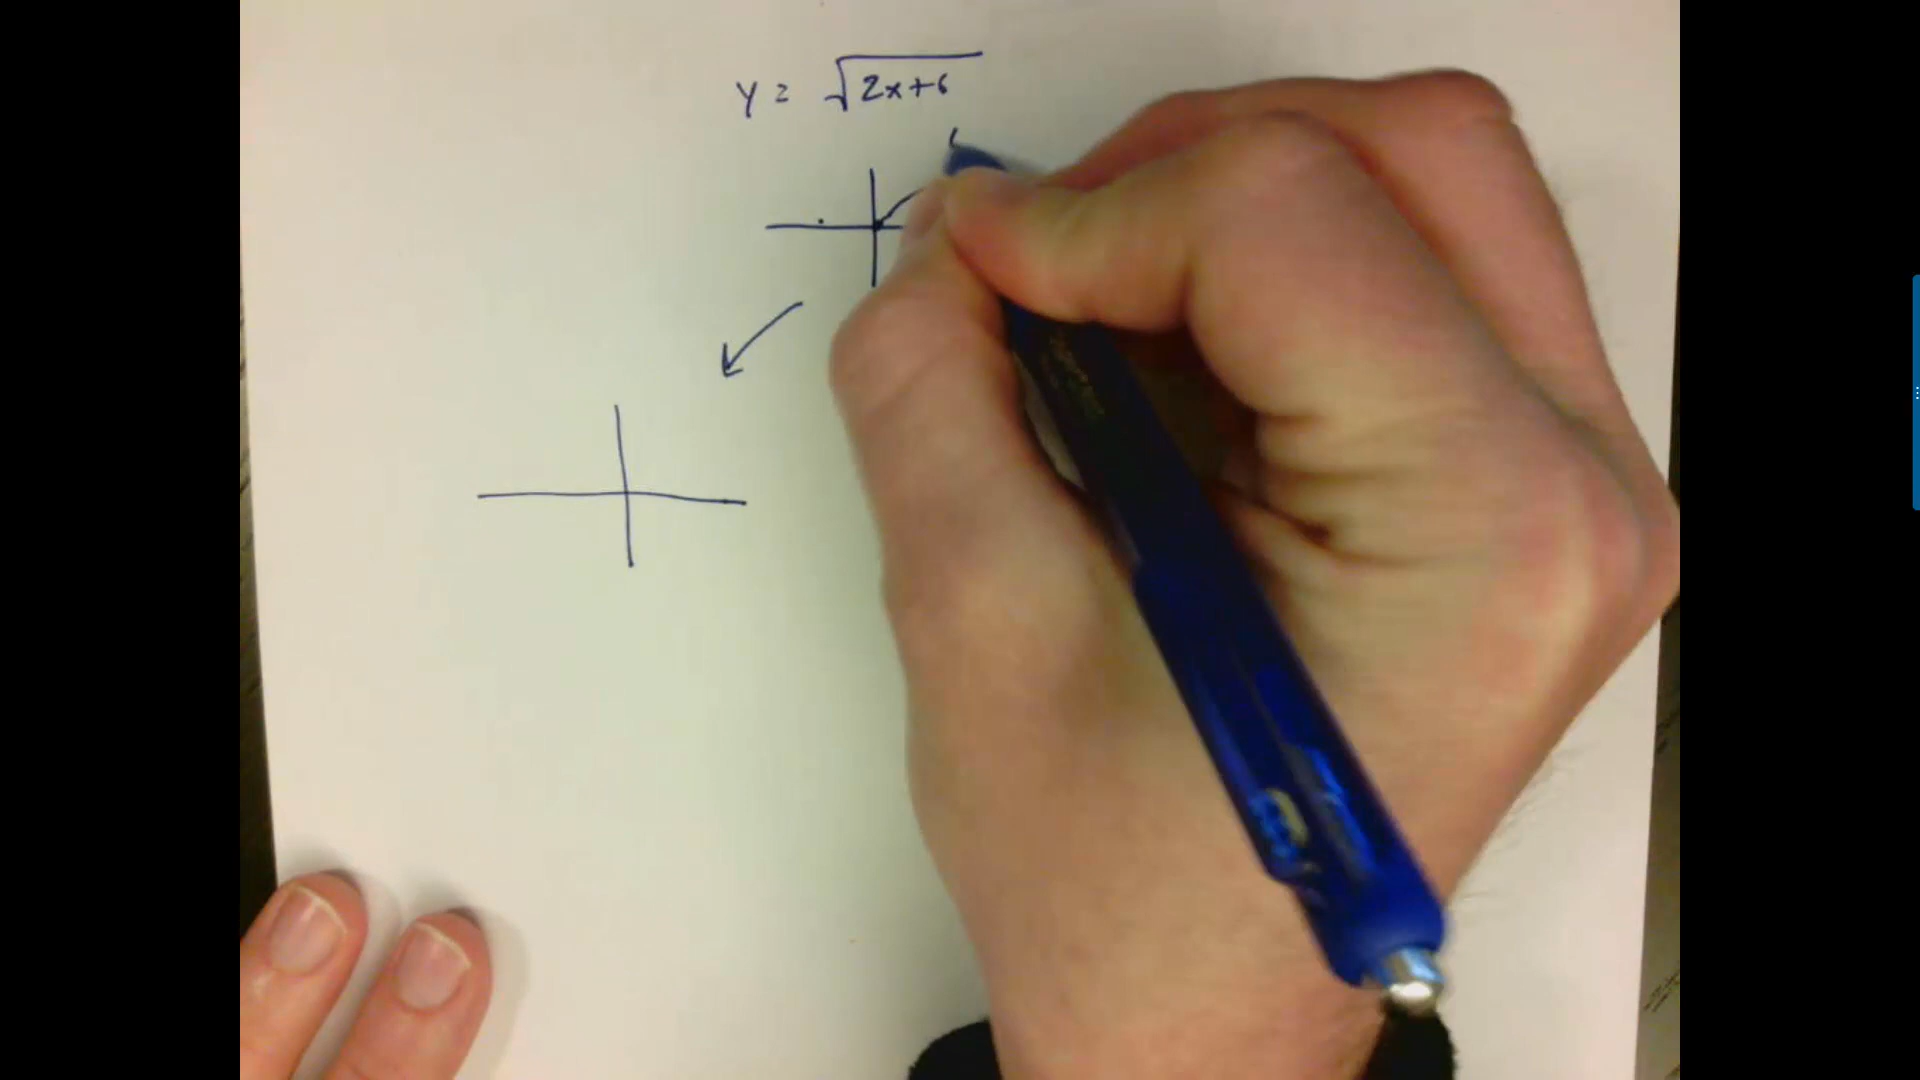 y = √2x+6